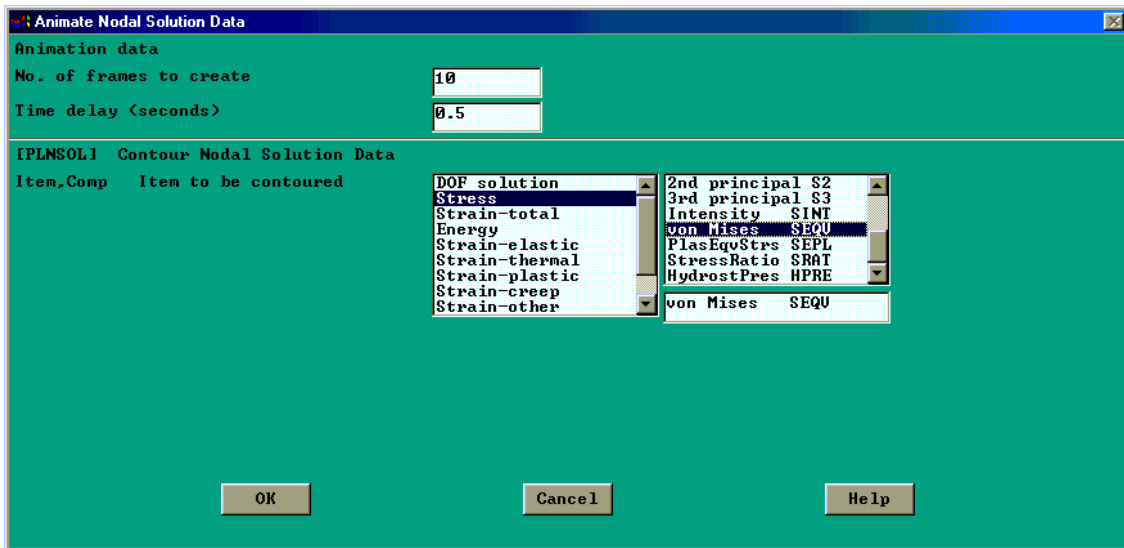 Animate Nodal Solution Data
Animation data
No. of frames to create
10
Time delay (seconds)
0.5
[PLNSOL] Contour Nodal Solution Data
Item,Comp Item to be contoured
DOF solution
Stress
Strain-total
Energy
Strain-elastic
Strain-thermal
Strain-plastic
Strain-creep
Strain-other
2nd principal S2
3rd principal S3
Intensity SINT
von Mises SEQV
PlasEqvStrs SEPL
StressRatio SRAT
HydrostPres HPRE
von Mises SEQV
OK
Cancel
Help